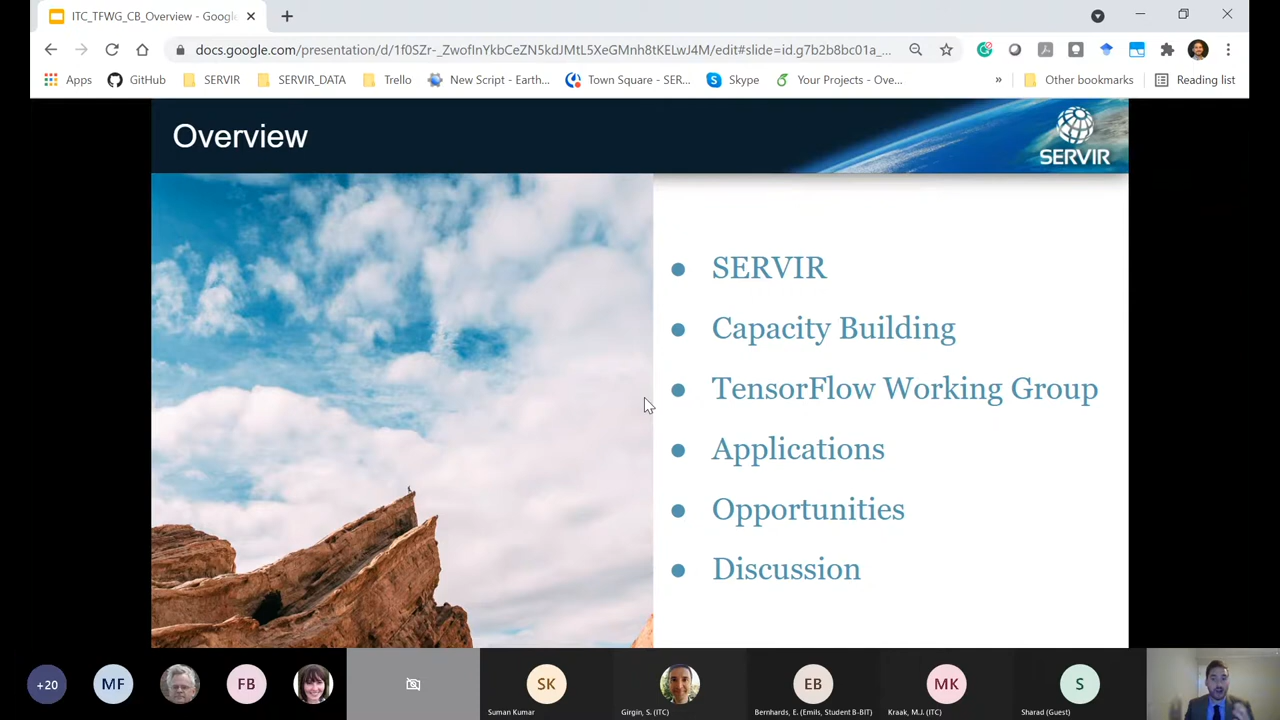 ITC_TFWG_CB_Overview - Googl
docs.google.com/presentation/d/1f0SZr-_ZwofInYkbCeZN5kdJMtL5XeGMnh8tKELwJ4M/edit#slide=id.g7b2b8bc01a_...
Apps GitHub SERVIR SERVIR_DATA Trello New Script - Earth... Town Square - SER... Skype Your Projects - Ove... » Other bookmarks Reading list
Overview
SERVIR
● SERVIR
● Capacity Building
● TensorFlow Working Group
● Applications
● Opportunities
● Discussion
+20 MF FB SK EB MK S
Suman Kumar Girgin, S. (ITC) Bernhards, E. (Emils, Student B-BIT) Kraak, M.J. (ITC) Sharad (Guest)